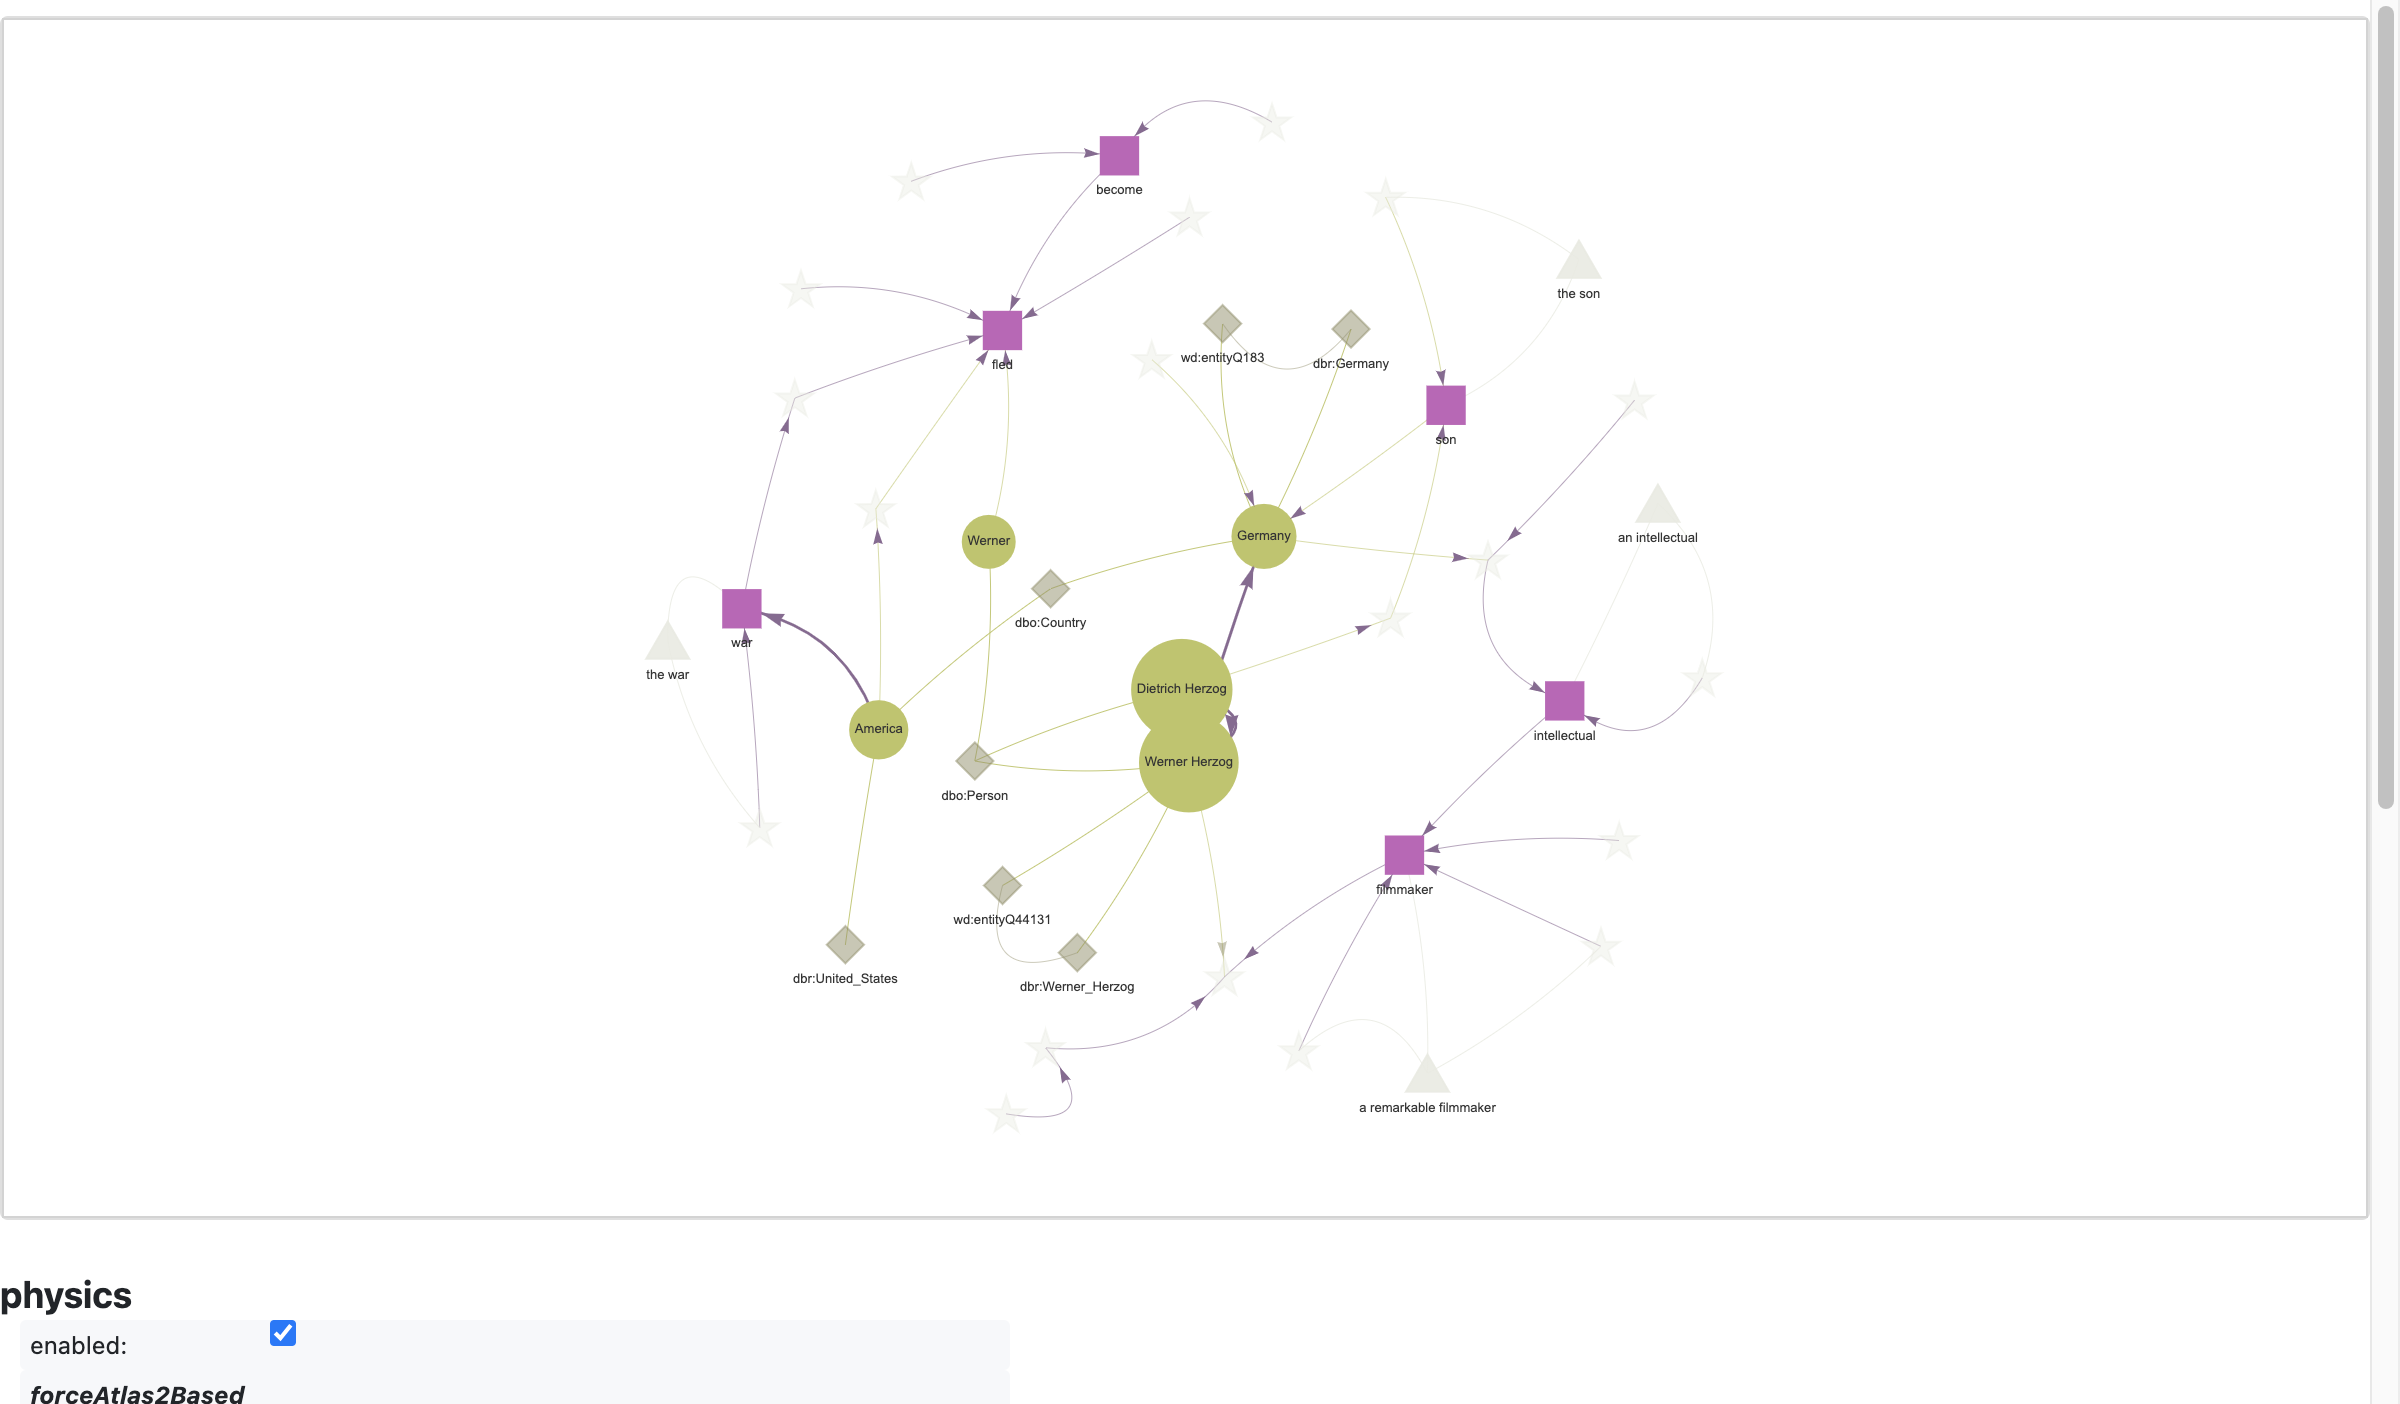 become
the son
wd:entityQ183
dbr:Germany
fled
son
Werner
Germany
an intellectual
dbo:Country
war
the war
Dietrich Herzog
America
intellectual
Werner Herzog
dbo:Person
filmmaker
wd:entityQ44131
dbr:United_States
dbr:Werner_Herzog
a remarkable filmmaker
physics
enabled:
forceAtlas2Based